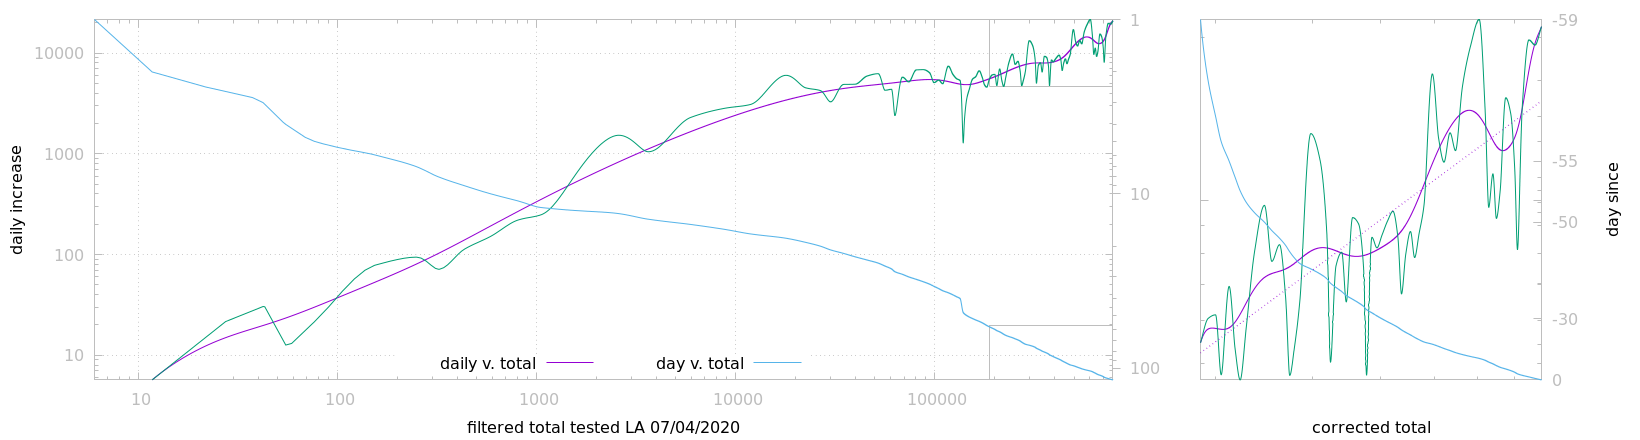 daily increase
10000
1000
100
10
daily v. total
day v. total
10
100
1000
10000
100000
filtered total tested LA 07/04/2020
1
10
100
-59
-55
-50
-30
0
day since
corrected total